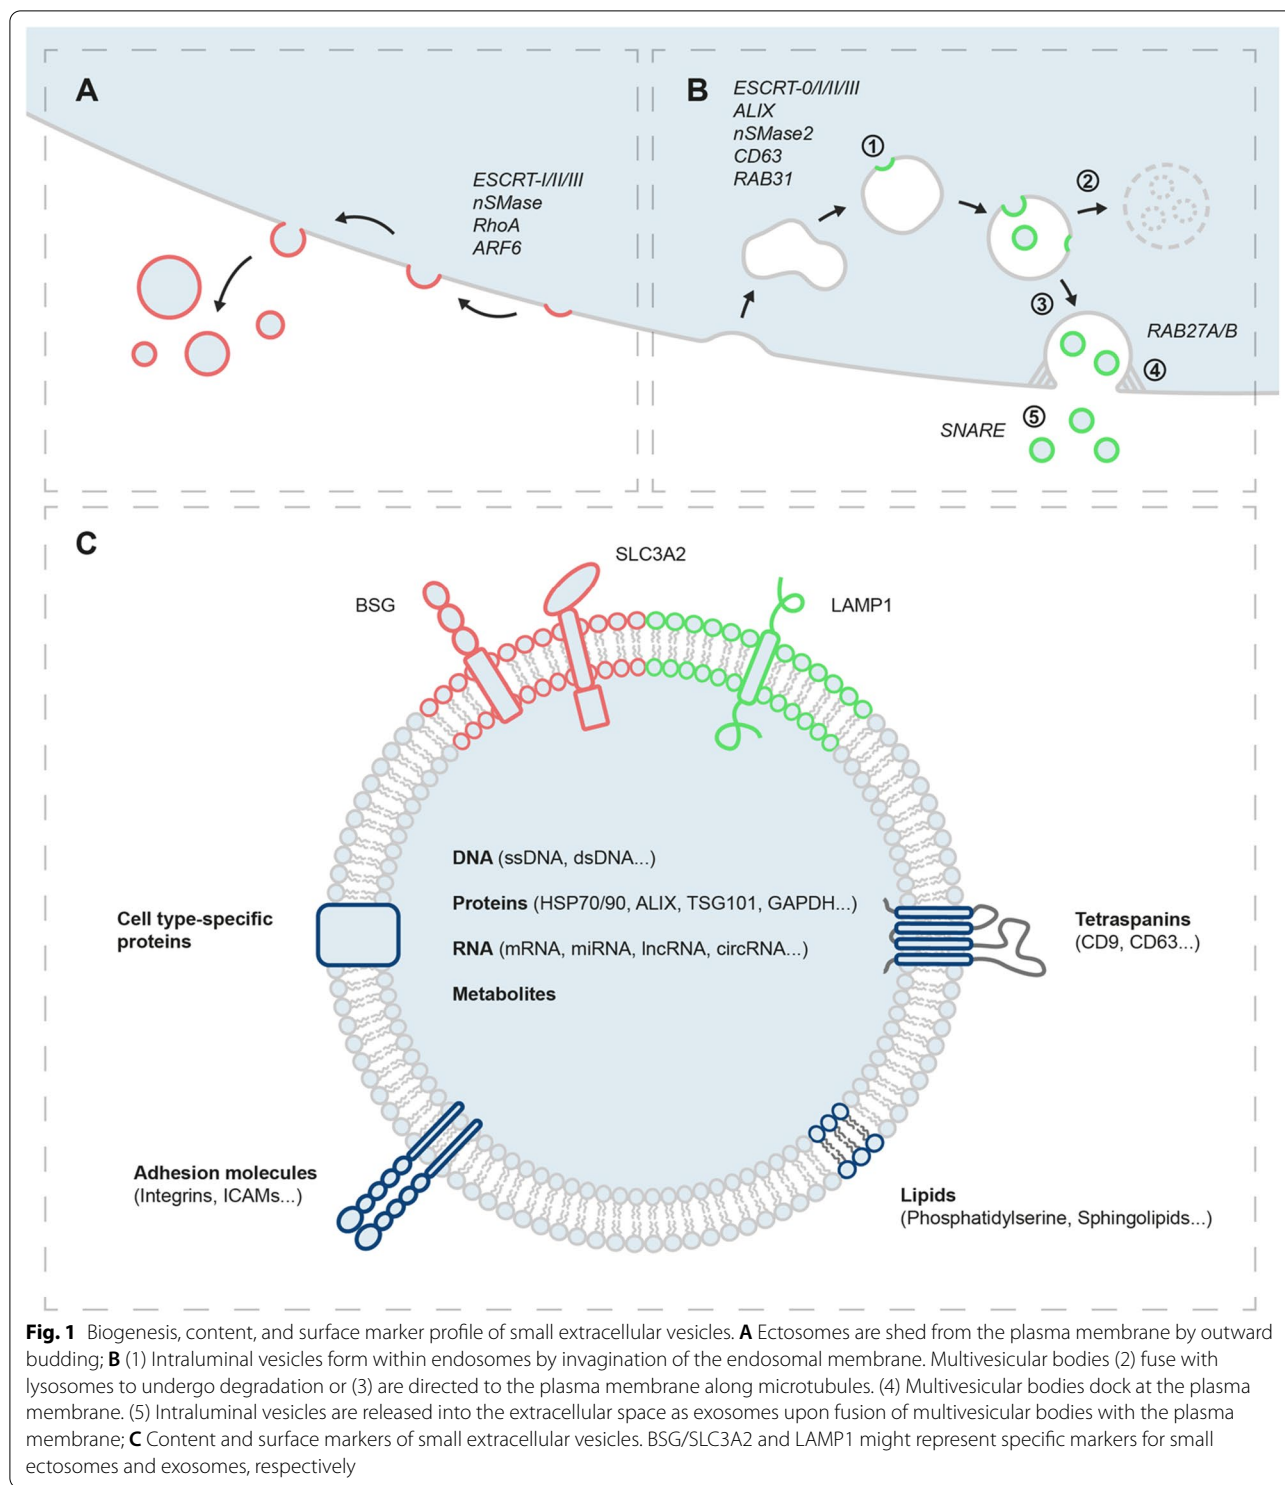 A
ESCRT-I/II/III
nSMase
RhoA
ARF6
B
ESCRT-0/I/II/III
ALIX
nSMase2
CD63
RAB31
①
②
③
RAB27A/B
④
⑤
SNARE
C
SLC3A2
BSG
LAMP1
DNA (ssDNA, dsDNA...)
Proteins (HSP70/90, ALIX, TSG101, GAPDH...)
RNA (mRNA, miRNA, lncRNA, circRNA...)
Metabolites
Cell type-specific
proteins
Tetraspanins
(CD9, CD63...)
Adhesion molecules
(Integrins, ICAMs...)
Lipids
(Phosphatidylserine, Sphingolipids...)
Fig. 1 Biogenesis, content, and surface marker profile of small extracellular vesicles. A Ectosomes are shed from the plasma membrane by outward
budding; B (1) Intraluminal vesicles form within endosomes by invagination of the endosomal membrane. Multivesicular bodies (2) fuse with
lysosomes to undergo degradation or (3) are directed to the plasma membrane along microtubules. (4) Multivesicular bodies dock at the plasma
membrane. (5) Intraluminal vesicles are released into the extracellular space as exosomes upon fusion of multivesicular bodies with the plasma
membrane; C Content and surface markers of small extracellular vesicles. BSG/SLC3A2 and LAMP1 might represent specific markers for small
ectosomes and exosomes, respectively